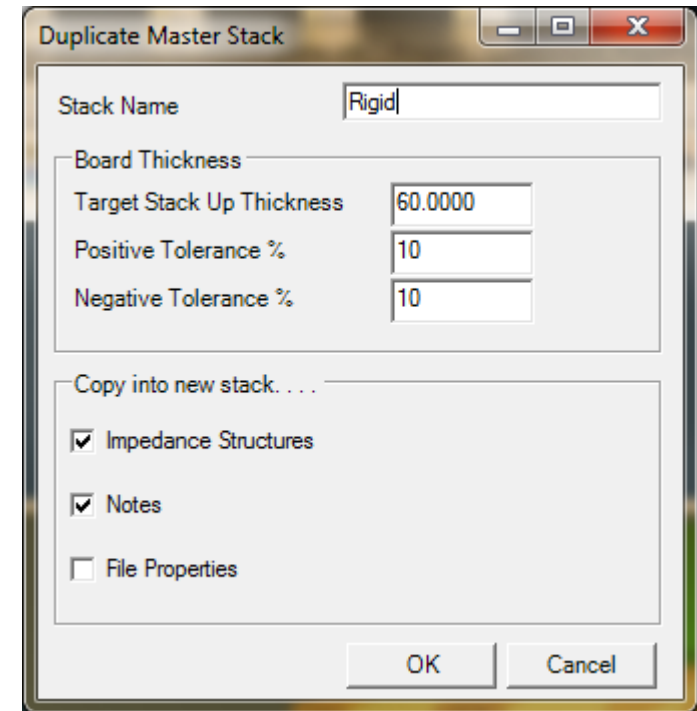 Duplicate Master Stack
Stack Name Rigid
Board Thickness
Target Stack Up Thickness 60.0000
Positive Tolerance % 10
Negative Tolerance % 10
Copy into new stack. . . .
Impedance Structures
Notes
File Properties
OK Cancel